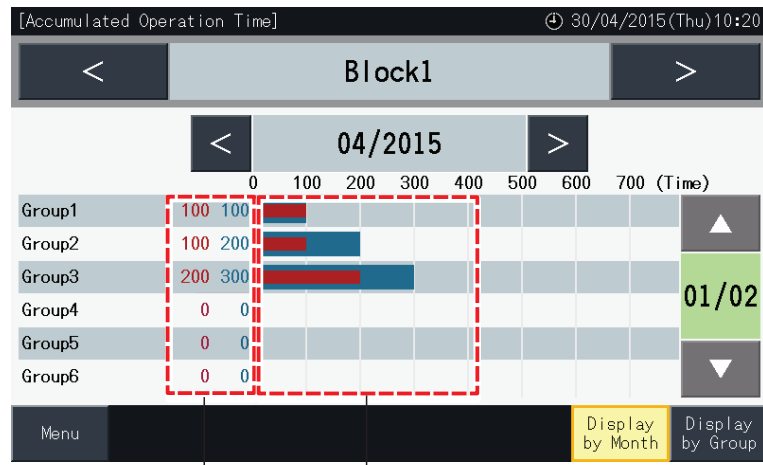 [Accumulated Operation Time] 30/04/2015(Thu)10:20
< Block1 >
< 04/2015 >
0 100 200 300 400 500 600 700 (Time)
Group1 100 100
Group2 100 200
Group3 200 300
Group4 0 0
Group5 0 0
Group6 0 0
01/02
Menu
Display
by Month
Display
by Group